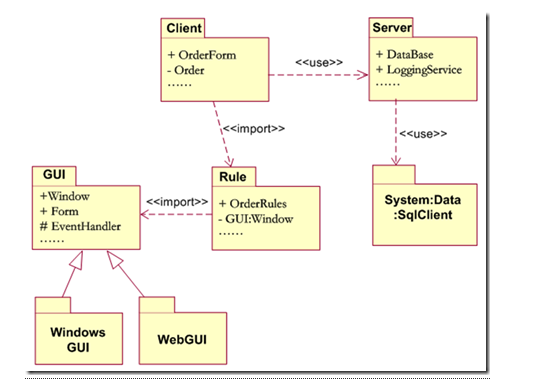 Client
+ OrderForm
- Order
......
<<use>>
Server
+ DataBase
+ LoggingService
......
<<import>>
<<use>>
GUI
+Window
+ Form
# EventHandler
......
<<import>>
Rule
+ OrderRules
- GUI:Window
......
System:Data
:SqlClient
Windows
GUI
WebGUI